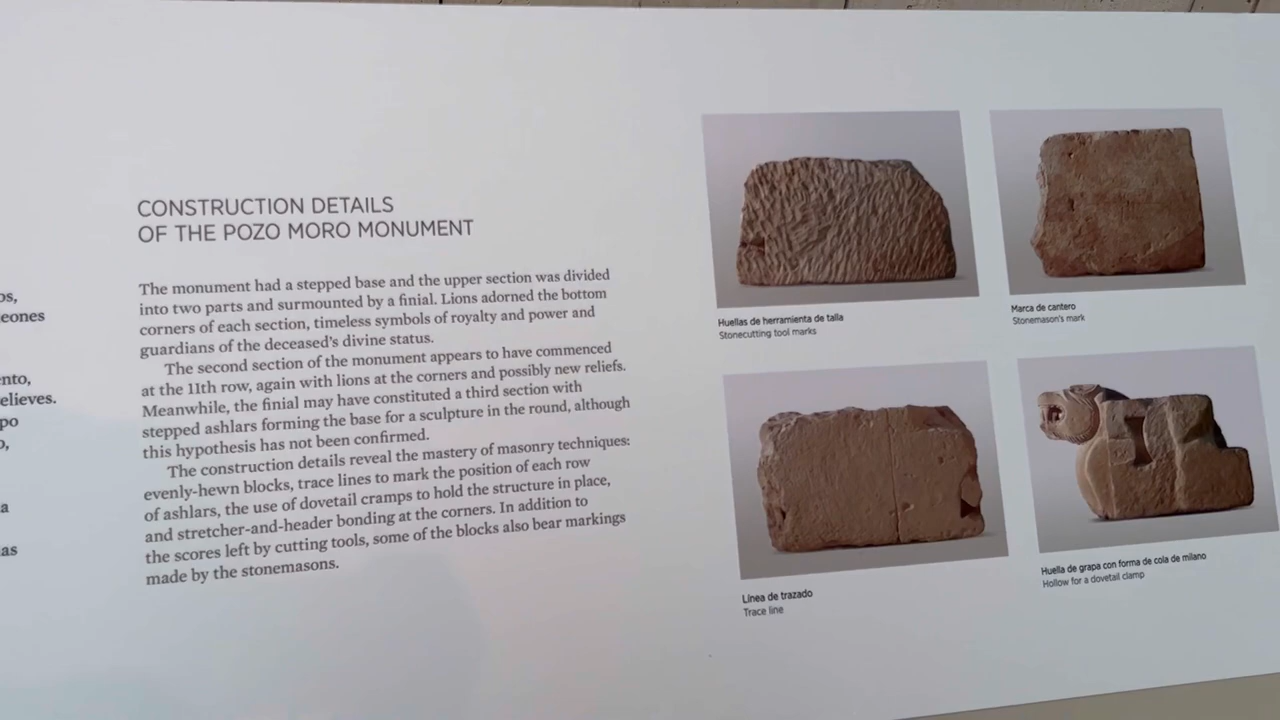 os,
eones
nto,
elieves.
po
o,
a
as
CONSTRUCTION DETAILS
OF THE POZO MORO MONUMENT
The monument had a stepped base and the upper section was divided
into two parts and surmounted by a finial. Lions adorned the bottom
corners of each section, timeless symbols of royalty and power and
guardians of the deceased's divine status.
The second section of the monument appears to have commenced
at the 11th row, again with lions at the corners and possibly new reliefs.
Meanwhile, the finial may have constituted a third section with
stepped ashlars forming the base for a sculpture in the round, although
this hypothesis has not been confirmed.
The construction details reveal the mastery of masonry techniques:
evenly-hewn blocks, trace lines to mark the position of each row
of ashlars, the use of dovetail cramps to hold the structure in place,
and stretcher-and-header bonding at the corners. In addition to
the scores left by cutting tools, some of the blocks also bear markings
made by the stonemasons.
Huellas de herramienta de talla
Stonecutting tool marks
Marca de cantero
Stonemason's mark
Línea de trazado
Trace line
Huella de grapa con forma de cola de milano
Hollow for a dovetail clamp